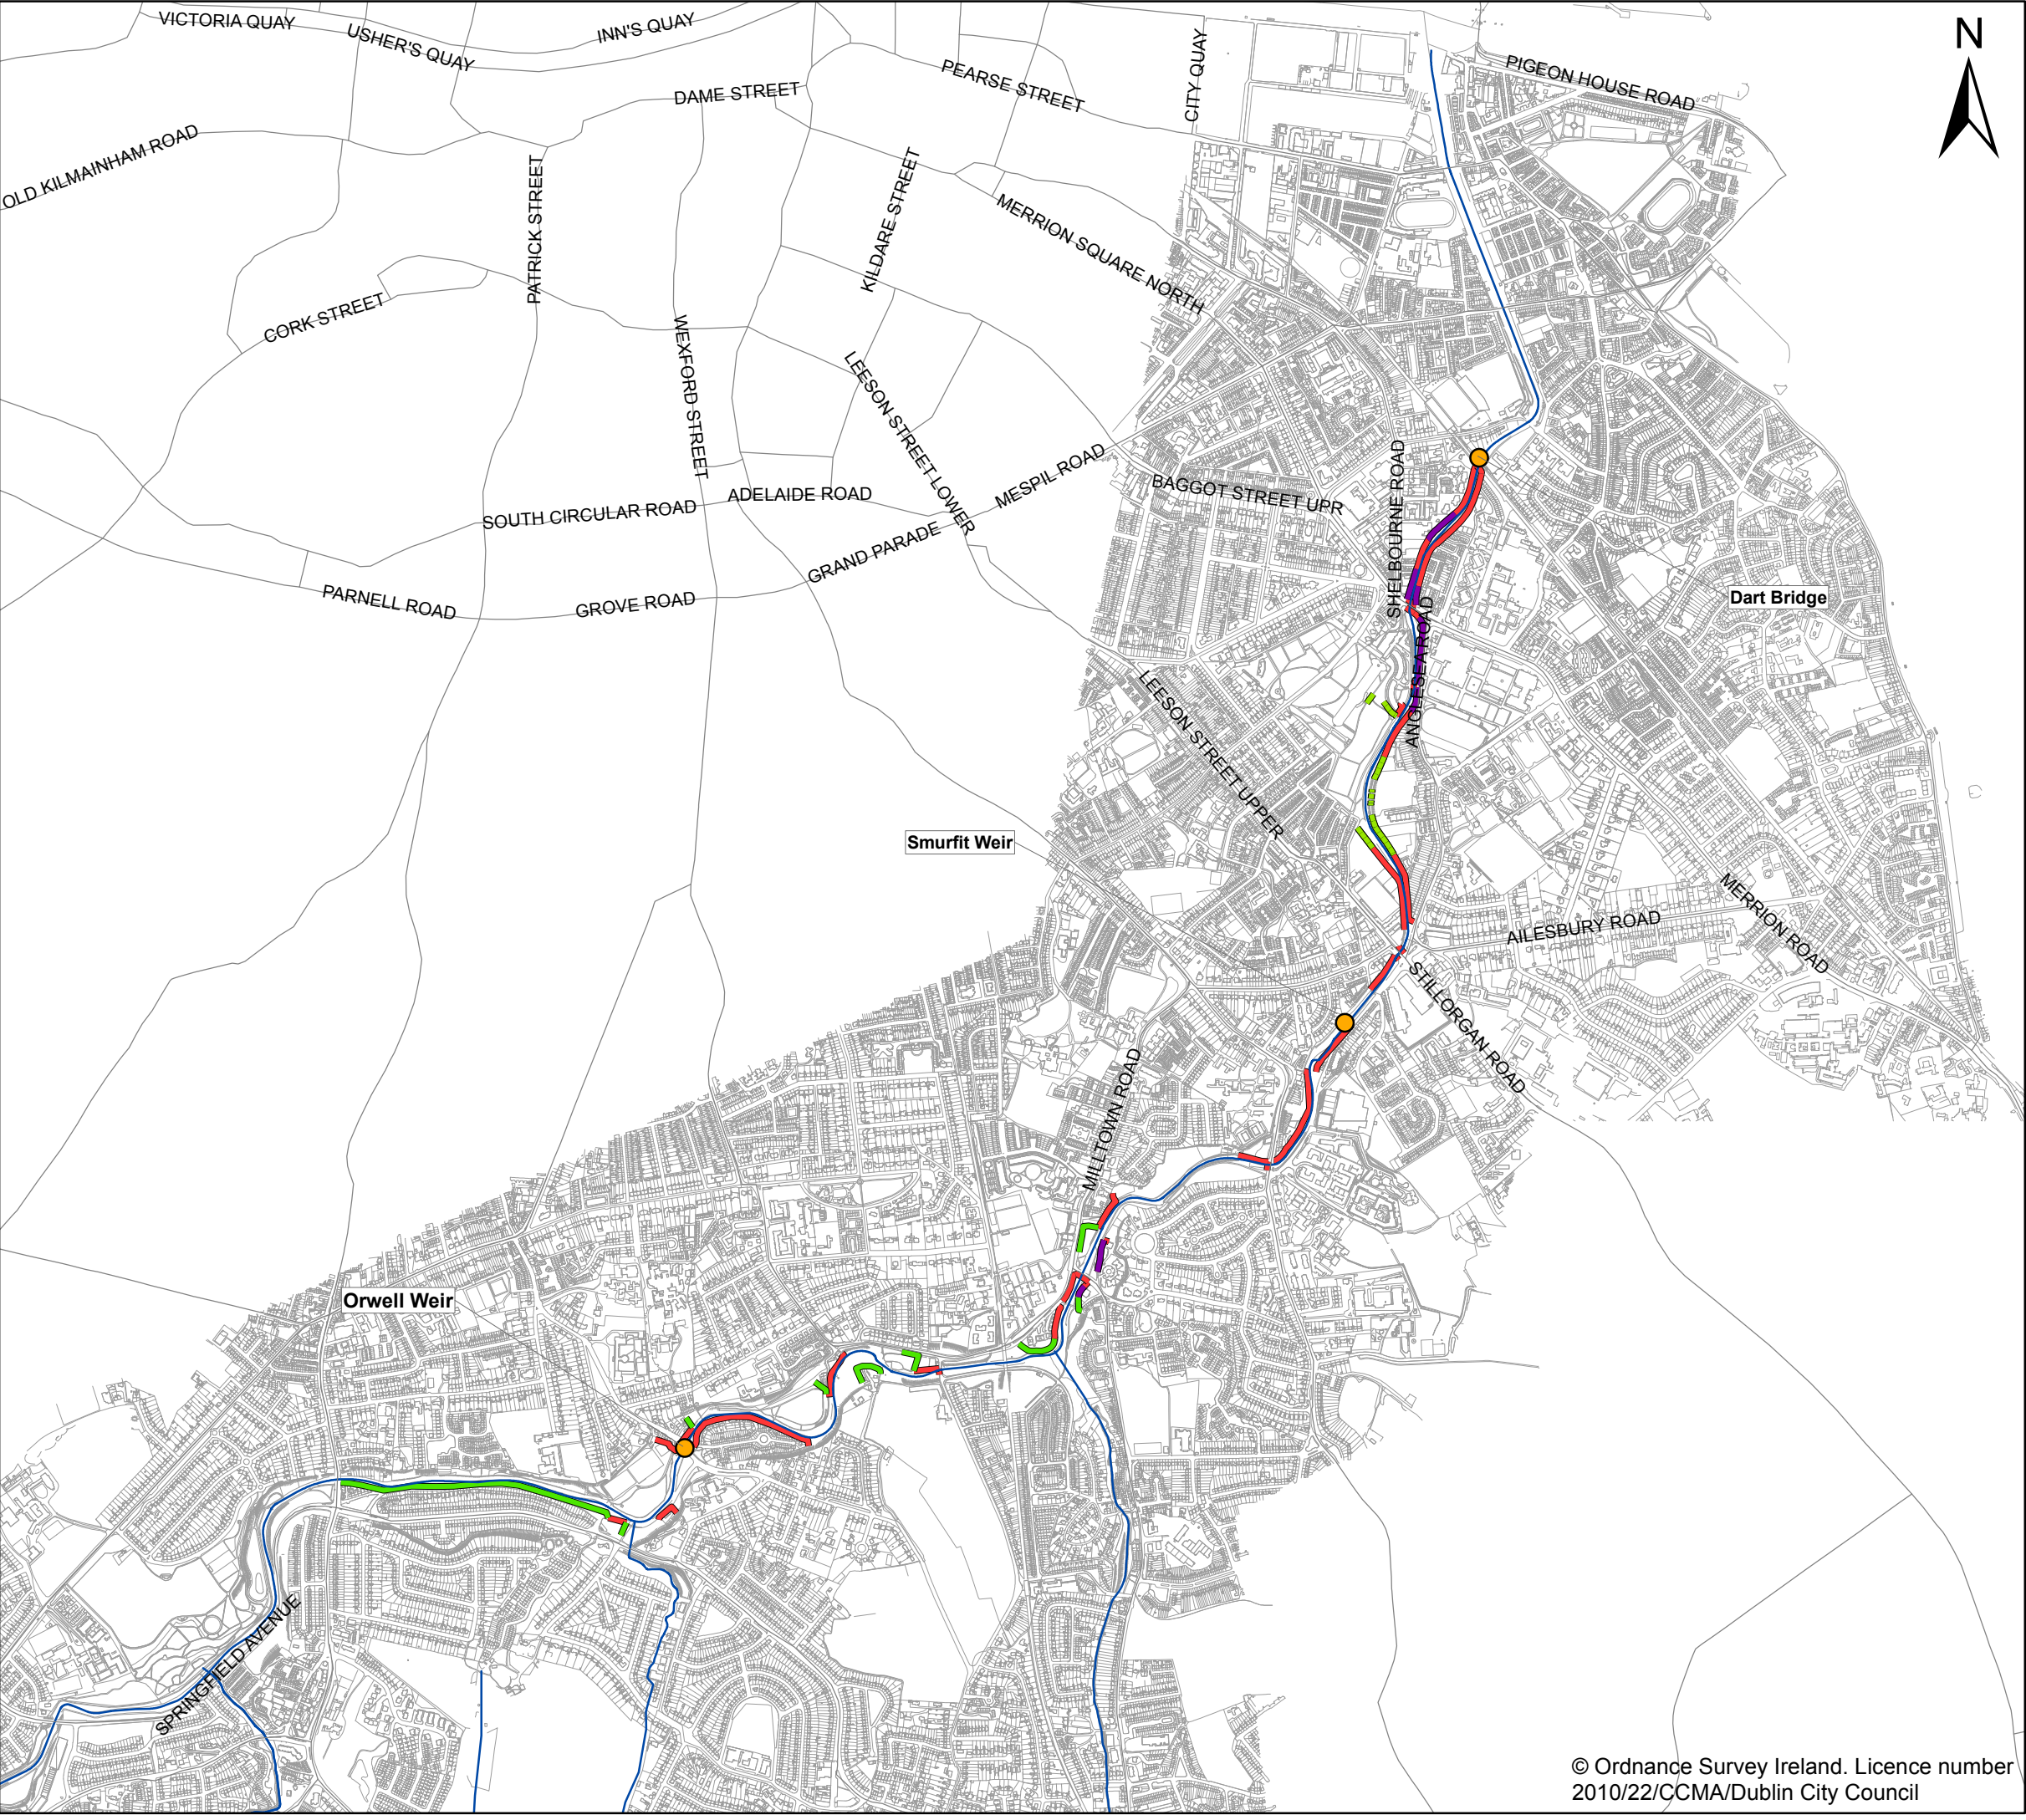 VICTORIA QUAY
USHER'S QUAY
INN'S QUAY
N
PIGEON HOUSE ROAD
PEARSE STREET
CITY QUAY
DAME STREET
OLD KILMAINHAM ROAD
PATRICK STREET
KILDARE STREET
MERRION SQUARE NORTH
CORK STREET
WEXFORD STREET
LEESON STREET LOWER
MESPIL ROAD
SHELBOURNE ROAD
BAGGOT STREET UPR
ADELAIDE ROAD
SOUTH CIRCULAR ROAD
GRAND PARADE
PARNELL ROAD
GROVE ROAD
Dart Bridge
ANGLESEA ROAD
LEESON STREET UPPER
Smurfit Weir
AILESBURY ROAD
MERRION ROAD
STILLORGAN ROAD
MILLTOWN ROAD
Orwell Weir
SPRINGFIELD AVENUE
© Ordnance Survey Ireland. Licence number
2010/22/CCMA/Dublin City Council